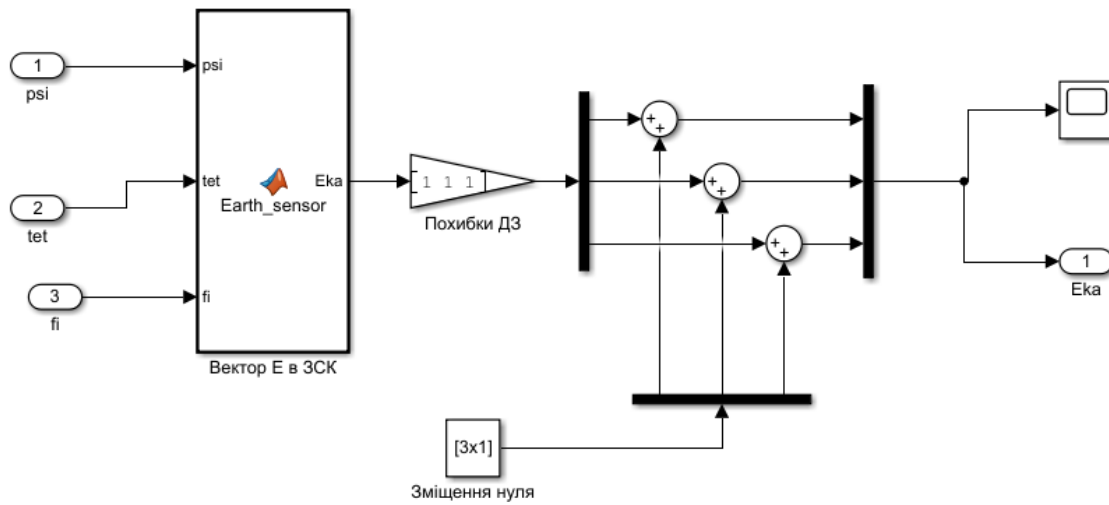 1
psi
2
tet
3
fi
psi
tet
fi
Eka
Earth_sensor
Вектор Е в ЗСК
1 1 1
Похибки ДЗ
+
+
+
+
+
+
[3x1]
Зміщення нуля
1
Eka